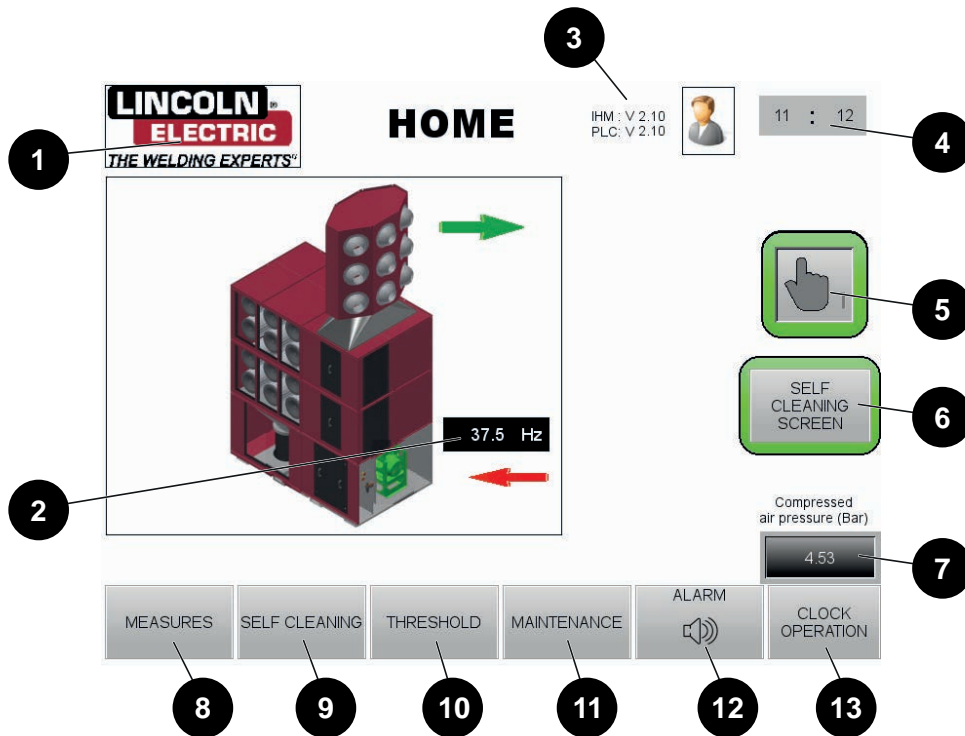 3
LINCOLN ®
ELECTRIC
THE WELDING EXPERTS®
HOME
IHM : V 2.10
PLC: V 2.10
11 : 12
1
4
5
SELF
CLEANING
SCREEN
6
37.5 Hz
2
Compressed
air pressure (Bar)
4.53
7
MEASURES
SELF CLEANING
THRESHOLD
MAINTENANCE
ALARM
CLOCK
OPERATION
8
9
10
11
12
13